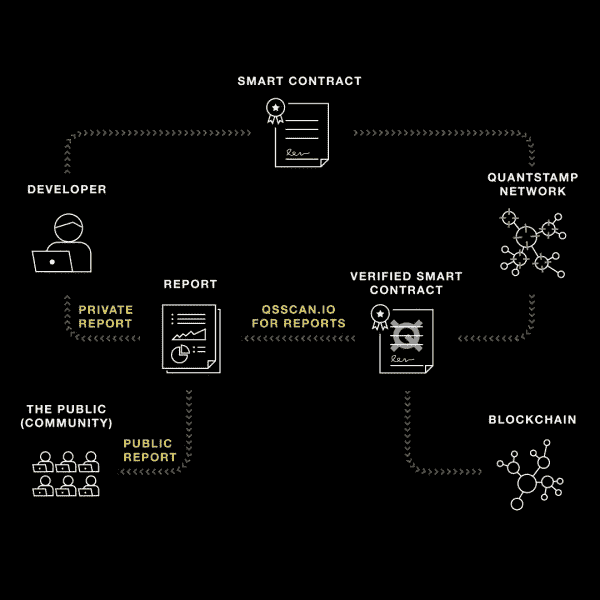 SMART CONTRACT
DEVELOPER
QUANTSTAMP
NETWORK
REPORT
VERIFIED SMART
CONTRACT
PRIVATE
REPORT
QSSCAN.IO
FOR REPORTS
THE PUBLIC
(COMMUNITY)
PUBLIC
REPORT
BLOCKCHAIN